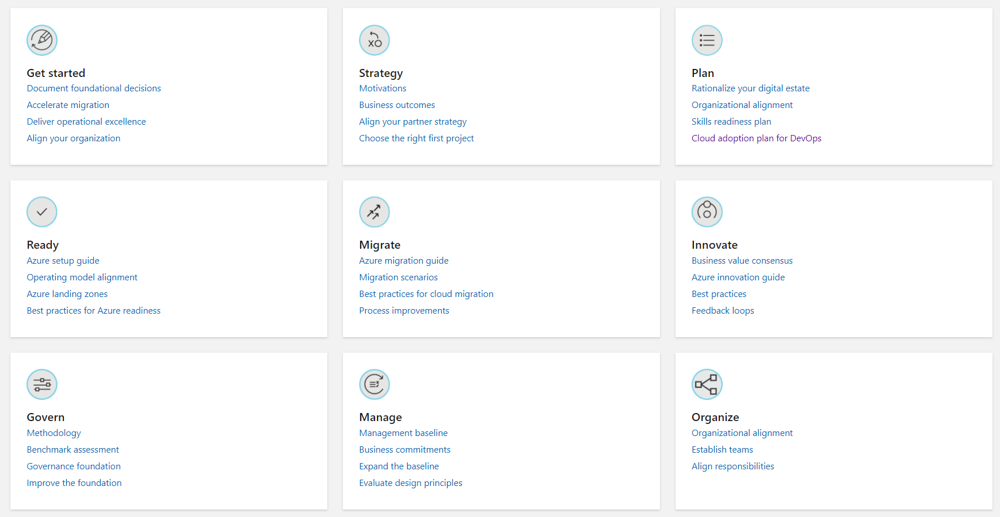 Get started
Document foundational decisions
Accelerate migration
Deliver operational excellence
Align your organization
Strategy
Motivations
Business outcomes
Align your partner strategy
Choose the right first project
Plan
Rationalize your digital estate
Organizational alignment
Skills readiness plan
Cloud adoption plan for DevOps
Ready
Azure setup guide
Operating model alignment
Azure landing zones
Best practices for Azure readiness
Migrate
Azure migration guide
Migration scenarios
Best practices for cloud migration
Process improvements
Innovate
Business value consensus
Azure innovation guide
Best practices
Feedback loops
Govern
Methodology
Benchmark assessment
Governance foundation
Improve the foundation
Manage
Management baseline
Business commitments
Expand the baseline
Evaluate design principles
Organize
Organizational alignment
Establish teams
Align responsibilities